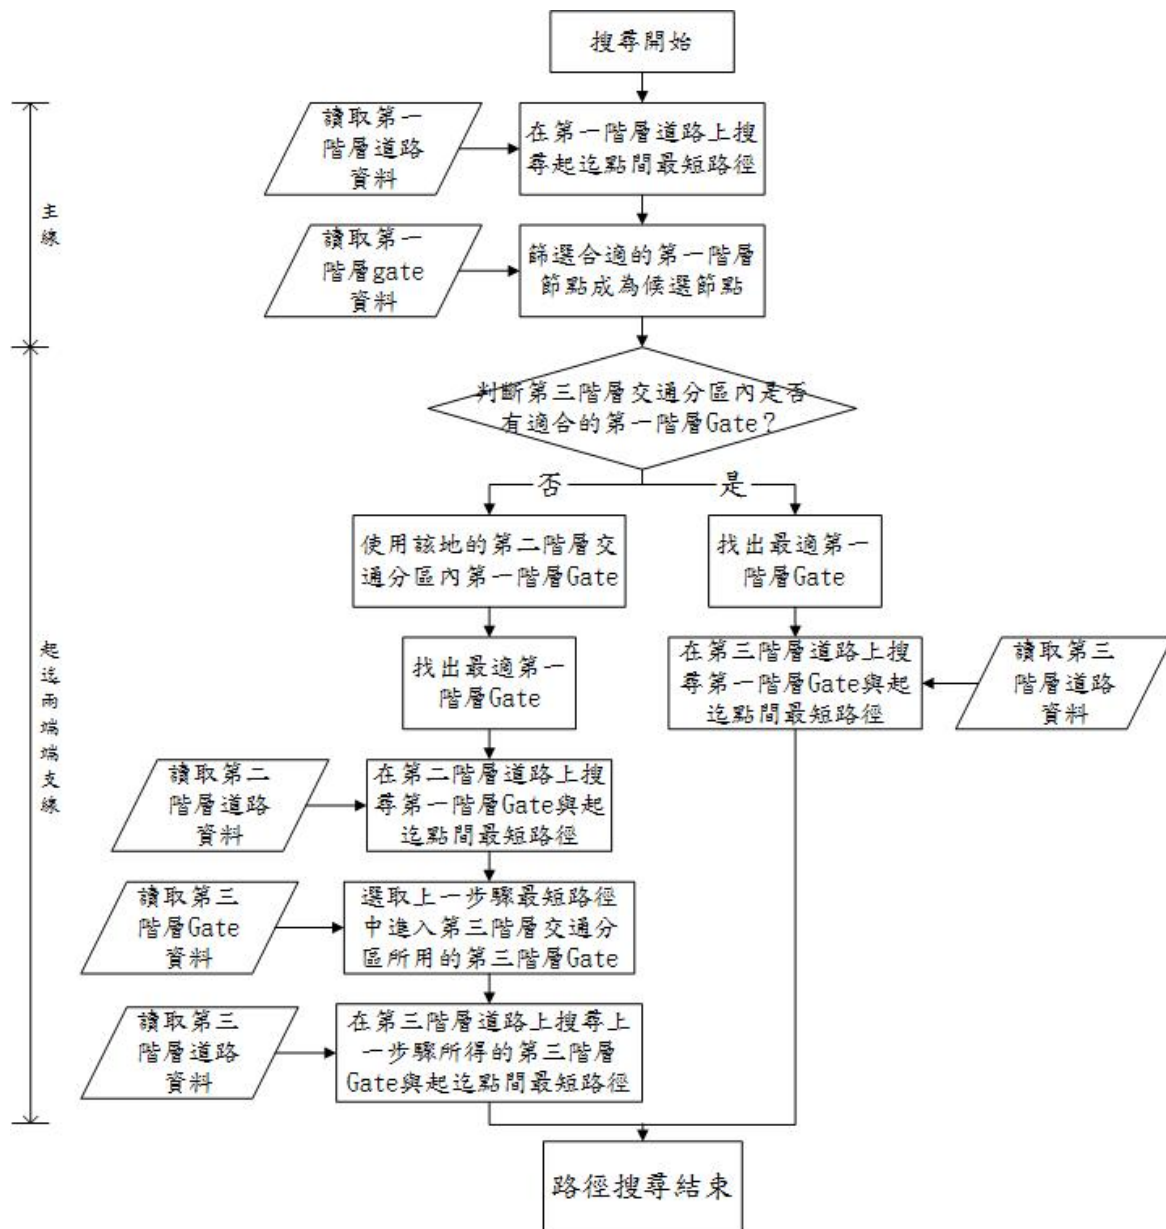 搜尋開始
讀取第一
階層道路
資料
在第一階層道路上搜
尋起迄點間最短路徑
主
線
讀取第一
階層gate
資料
篩選合適的第一階層
節點成為候選節點
判斷第三階層交通分區內是否
有適合的第一階層Gate?
否
是
使用該地的第二階層交
通分區內第一階層Gate
找出最適第一
階層Gate
找出最適第一
階層Gate
在第三階層道路上搜
尋第一階層Gate與起
迄點間最短路徑
讀取第三
階層道路
資料
起
迄
兩
端
端
支
線
讀取第二
階層道路
資料
在第二階層道路上搜
尋第一階層Gate與起
迄點間最短路徑
讀取第三
階層Gate
資料
選取上一步驟最短路徑
中進入第三階層交通分
區所用的第三階層Gate
讀取第三
階層道路
資料
在第三階層道路上搜尋上
一步驟所得的第三階層
Gate與起迄點間最短路徑
路徑搜尋結束